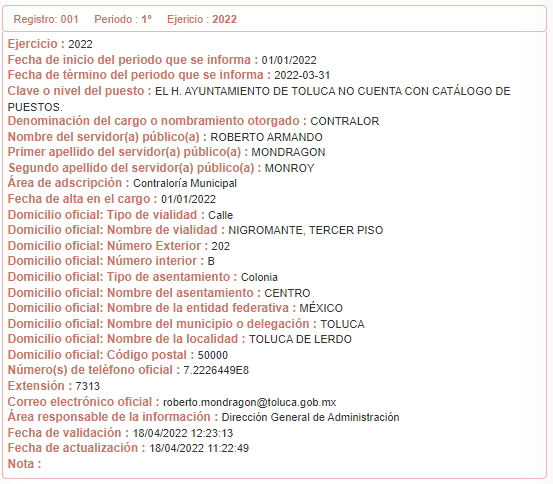 Registro: 001 Periodo : 1º Ejericio : 2022
Ejercicio : 2022
Fecha de inicio del periodo que se informa : 01/01/2022
Fecha de término del periodo que se informa : 2022-03-31
Clave o nivel del puesto : EL H. AYUNTAMIENTO DE TOLUCA NO CUENTA CON CATÁLOGO DE
PUESTOS.
Denominación del cargo o nombramiento otorgado : CONTRALOR
Nombre del servidor(a) público(a) : ROBERTO ARMANDO
Primer apellido del servidor(a) público(a) : MONDRAGON
Segundo apellido del servidor(a) público(a) : MONROY
Área de adscripción : Contraloría Municipal
Fecha de alta en el cargo : 01/01/2022
Domicilio oficial: Tipo de vialidad : Calle
Domicilio oficial: Nombre de vialidad : NIGROMANTE, TERCER PISO
Domicilio oficial: Número Exterior : 202
Domicilio oficial: Número interior : B
Domicilio oficial: Tipo de asentamiento : Colonia
Domicilio oficial: Nombre del asentamiento : CENTRO
Domicilio oficial: Nombre de la entidad federativa : MÉXICO
Domicilio oficial: Nombre del municipio o delegación : TOLUCA
Domicilio oficial: Nombre de la localidad : TOLUCA DE LERDO
Domicilio oficial: Código postal : 50000
Número(s) de teléfono oficial : 7.2226449E8
Extensión : 7313
Correo electrónico oficial : roberto.mondragon@toluca.gob.mx
Área responsable de la información : Dirección General de Administración
Fecha de validación : 18/04/2022 12:23:13
Fecha de actualización : 18/04/2022 11:22:49
Nota :